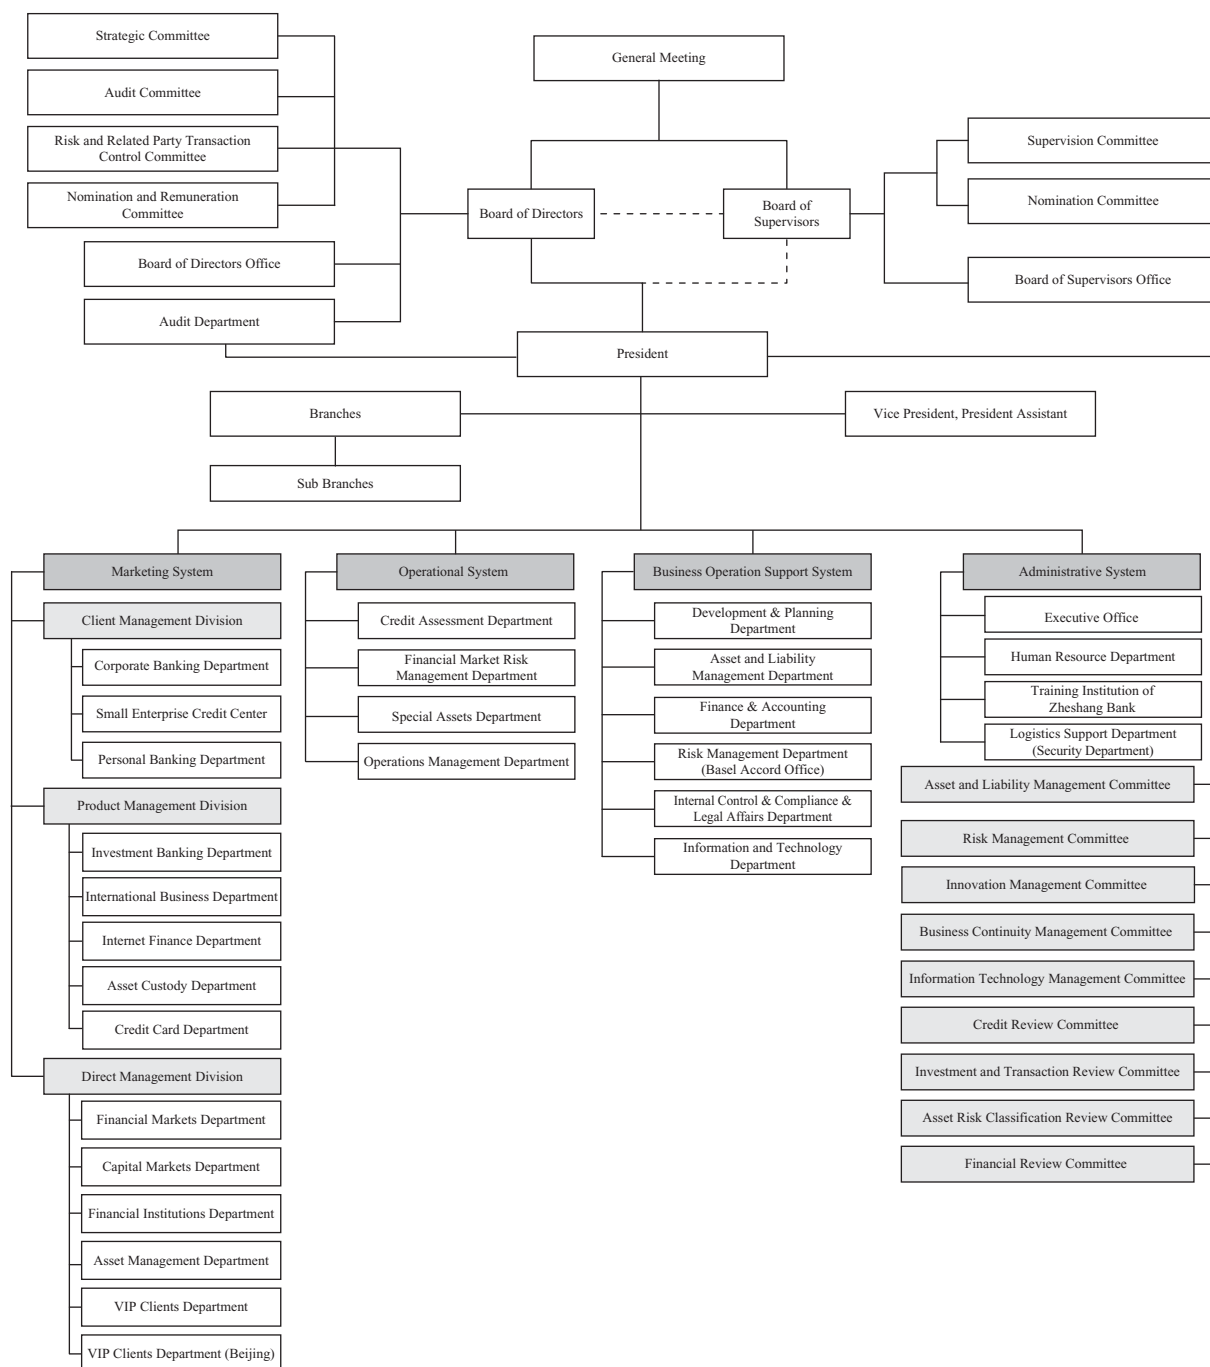 Strategic Committee
General Meeting
Audit Committee
Risk and Related Party Transaction
Control Committee
Supervision Committee
Nomination and Remuneration
Committee
Board of Directors
Board of
Supervisors
Nomination Committee
Board of Directors Office
Board of Supervisors Office
Audit Department
President
Branches
Vice President, President Assistant
Sub Branches
Marketing System
Client Management Division
Corporate Banking Department
Small Enterprise Credit Center
Personal Banking Department
Product Management Division
Investment Banking Department
International Business Department
Internet Finance Department
Asset Custody Department
Credit Card Department
Direct Management Division
Financial Markets Department
Capital Markets Department
Financial Institutions Department
Asset Management Department
VIP Clients Department
VIP Clients Department (Beijing)
Operational System
Credit Assessment Department
Financial Market Risk
Management Department
Special Assets Department
Operations Management Department
Business Operation Support System
Development & Planning
Department
Asset and Liability
Management Department
Finance & Accounting
Department
Risk Management Department
(Basel Accord Office)
Internal Control & Compliance &
Legal Affairs Department
Information and Technology
Department
Administrative System
Executive Office
Human Resource Department
Training Institution of
Zheshang Bank
Logistics Support Department
(Security Department)
Asset and Liability Management Committee
Risk Management Committee
Innovation Management Committee
Business Continuity Management Committee
Information Technology Management Committee
Credit Review Committee
Investment and Transaction Review Committee
Asset Risk Classification Review Committee
Financial Review Committee